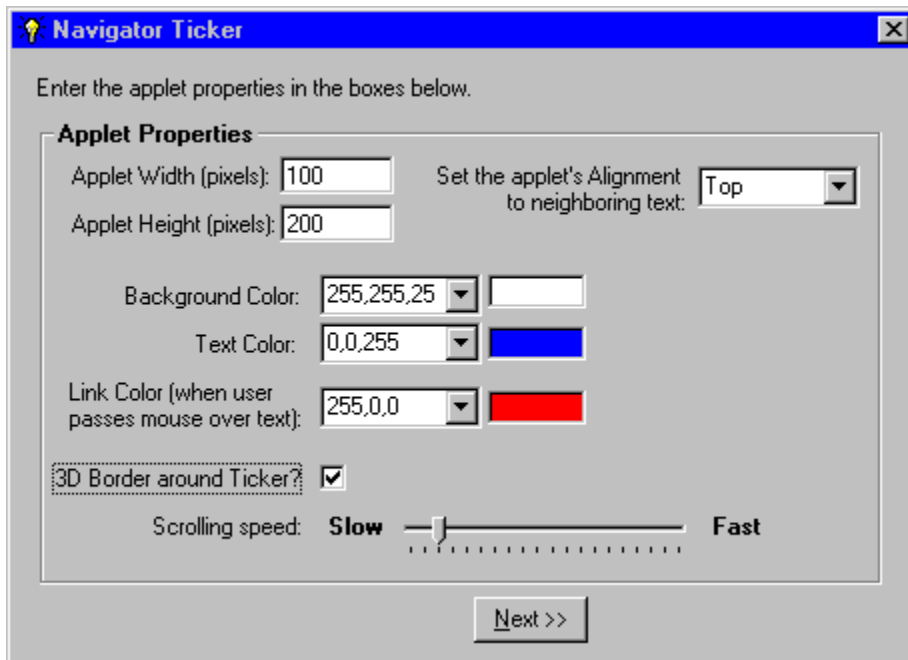 Navigator Ticker
Enter the applet properties in the boxes below.
Applet Properties
Applet Width (pixels): 100
Set the applet's Alignment
to neighboring text: Top
Applet Height (pixels): 200
Background Color: 255,255,25
Text Color: 0,0,255
Link Color (when user
passes mouse over text): 255,0,0
3D Border around Ticker?
Scrolling speed: Slow Fast
Next >>